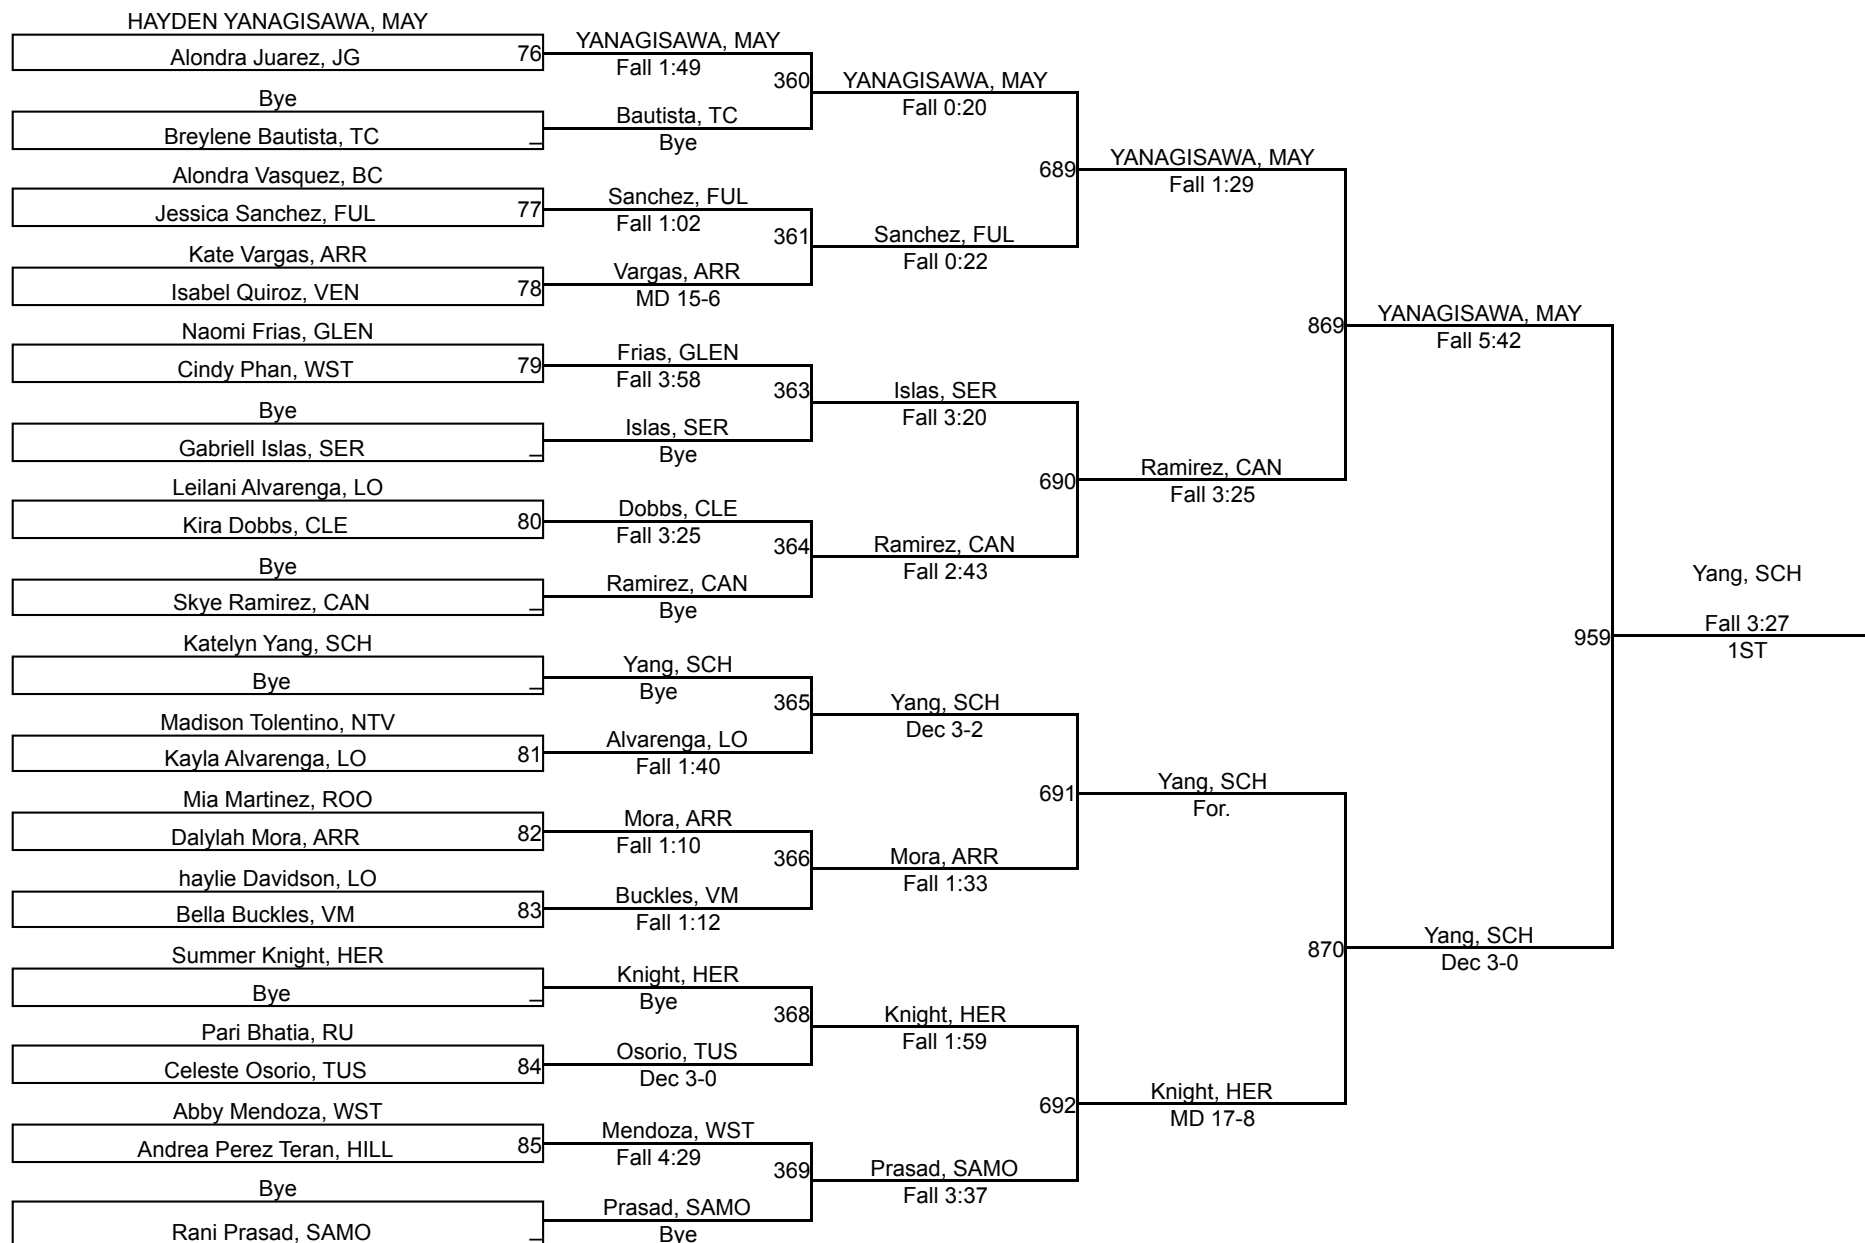 HAYDEN YANAGISAWA, MAY
Alondra Juarez, JG 76
Bye
Breylene Bautista, TC _
Alondra Vasquez, BC
Jessica Sanchez, FUL 77
Kate Vargas, ARR
Isabel Quiroz, VEN 78
Naomi Frias, GLEN
Cindy Phan, WST 79
Bye
Gabriell Islas, SER _
Leilani Alvarenga, LO
Kira Dobbs, CLE 80
Bye
Skye Ramirez, CAN _
Katelyn Yang, SCH
Bye _
Madison Tolentino, NTV
Kayla Alvarenga, LO 81
Mia Martinez, ROO
Dalylah Mora, ARR 82
haylie Davidson, LO
Bella Buckles, VM 83
Summer Knight, HER
Bye _
Pari Bhatia, RU
Celeste Osorio, TUS 84
Abby Mendoza, WST
Andrea Perez Teran, HILL 85
Bye
Rani Prasad, SAMO _
YANAGISAWA, MAY
Fall 1:49
360
Bautista, TC
Bye
Sanchez, FUL
Fall 1:02
361
Vargas, ARR
MD 15-6
Frias, GLEN
Fall 3:58
363
Islas, SER
Bye
Dobbs, CLE
Fall 3:25
364
Ramirez, CAN
Bye
Yang, SCH
Bye
365
Alvarenga, LO
Fall 1:40
Mora, ARR
Fall 1:10
366
Buckles, VM
Fall 1:12
Knight, HER
Bye
368
Osorio, TUS
Dec 3-0
Mendoza, WST
Fall 4:29
369
Prasad, SAMO
Bye
YANAGISAWA, MAY
Fall 0:20
689
Sanchez, FUL
Fall 0:22
Islas, SER
Fall 3:20
690
Ramirez, CAN
Fall 2:43
Yang, SCH
Dec 3-2
691
Mora, ARR
Fall 1:33
Knight, HER
Fall 1:59
692
Prasad, SAMO
Fall 3:37
YANAGISAWA, MAY
Fall 1:29
869
Ramirez, CAN
Fall 3:25
Yang, SCH
For.
870
Knight, HER
MD 17-8
YANAGISAWA, MAY
Fall 5:42
959
Yang, SCH
Dec 3-0
Yang, SCH
Fall 3:27
1ST